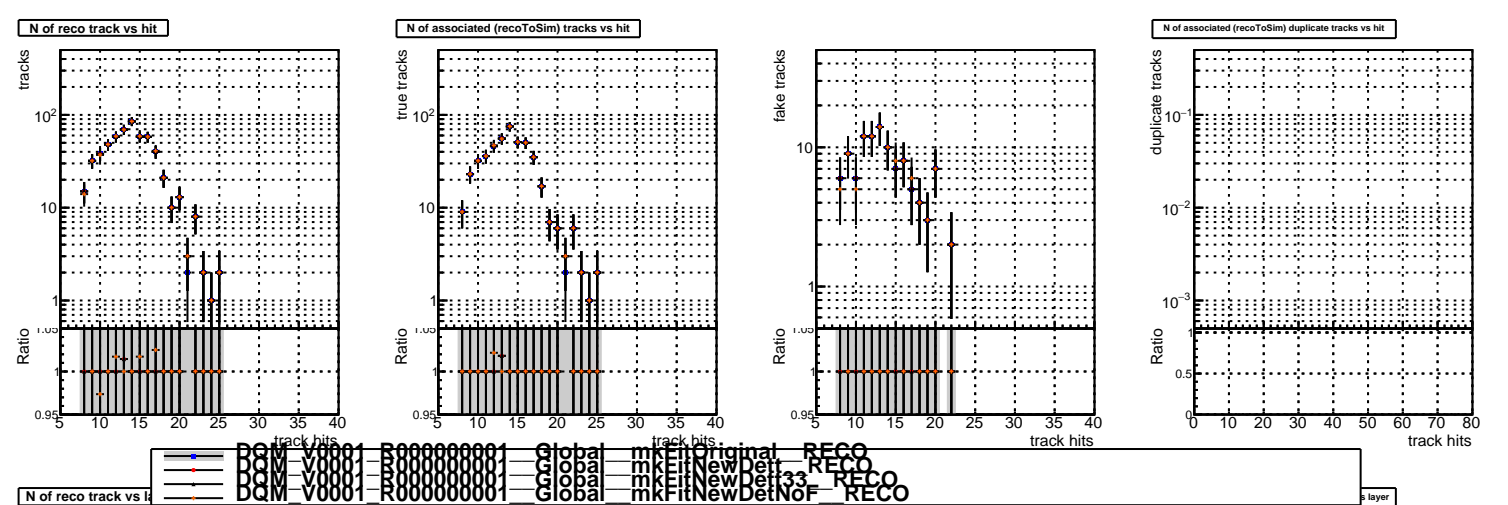 N of reco track vs hit
N of associated (recoToSim) tracks vs hit
N of associated (recoToSim) duplicate tracks vs hit
tracks
10²
10
1
Ratio
1.05
1
0.95
5 10 15 20 25 30 35 40
track hits
true tracks
10²
10
1
Ratio
1.05
1
0.95
5 10 15 20 25 30 35 40
track hits
fake tracks
10
1
Ratio
1.05
1
0.95
5 10 15 20 25 30 35 40
track hits
duplicate tracks
10⁻¹
10⁻²
10⁻³
Ratio
1
0.5
0
0 10 20 30 40 50 60 70 80
track hits
DQM_V0001_R000000001__Global__mkFitOriginal__RECO
DQM_V0001_R000000001__Global__mkFitNewDett__RECO
DQM_V0001_R000000001__Global__mkFitNewDett33__RECO
DQM_V0001_R000000001__Global__mkFitNewDetNoF__RECO
N of reco track vs la
s layer